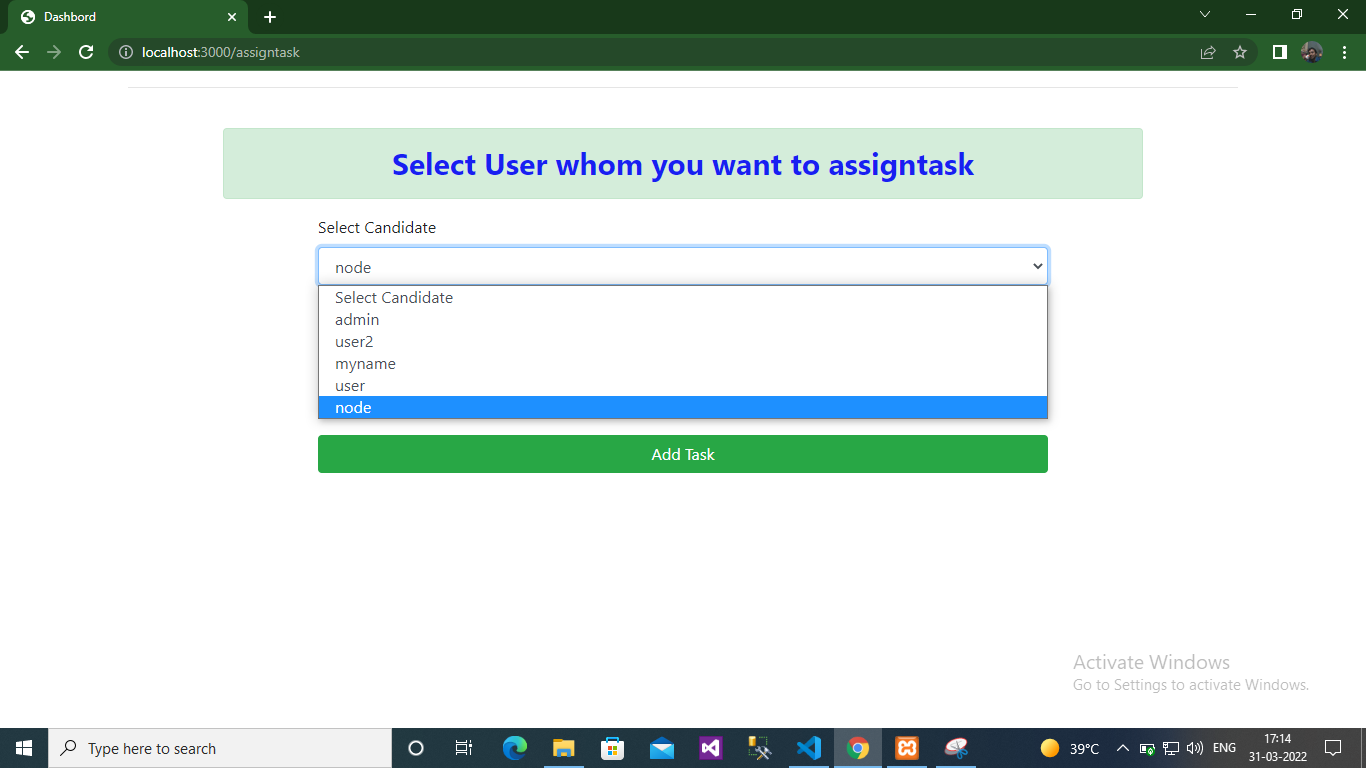 Dashbord
localhost:3000/assigntask
Select User whom you want to assigntask
Select Candidate
node
Select Candidate
admin
user2
myname
user
node
Add Task
Activate Windows
Go to Settings to activate Windows.
Type here to search
39°C
ENG
17:14
31-03-2022